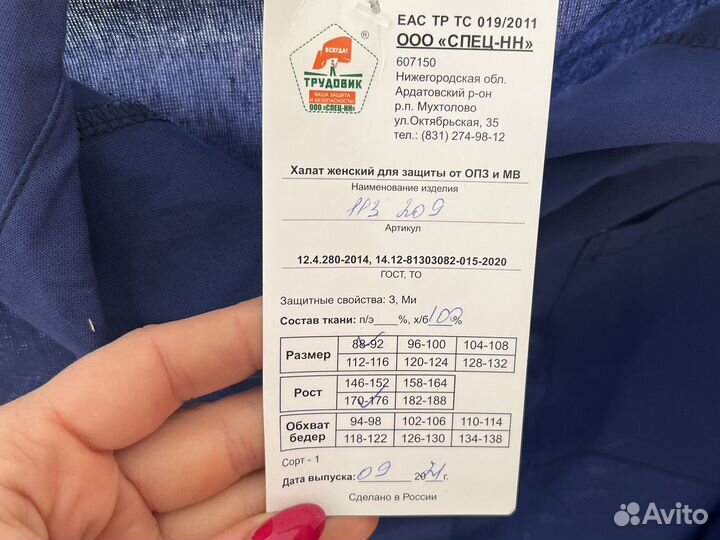 ВСЕГДА!
ТРУДОВИК
®
ВАША ЗАЩИТА
И БЕЗОПАСНОСТЬ!
ООО «СПЕЦ-НН»
ЕАС ТР ТС 019/2011
ООО «СПЕЦ-НН»
607150
Нижегородская обл.
Ардатовский р-он
р.п. Мухтолово
ул.Октябрьская, 35
тел.: (831) 274-98-12
Халат женский для защиты от ОПЗ и МВ
Наименование изделия
209
Артикул
12.4.280-2014, 14.12-81303082-015-2020
ГОСТ, ТО
Защитные свойства: З, Ми
Состав ткани: п/э____%, х/б 100 %
Размер 88-92 96-100 104-108
112-116 120-124 128-132
Рост 146-152 158-164
170-176 182-188
Обхват бедер 94-98 102-106 110-114
118-122 126-130 134-138
Сорт - 1
Дата выпуска: 09 2021г.
Сделано в России
Avito